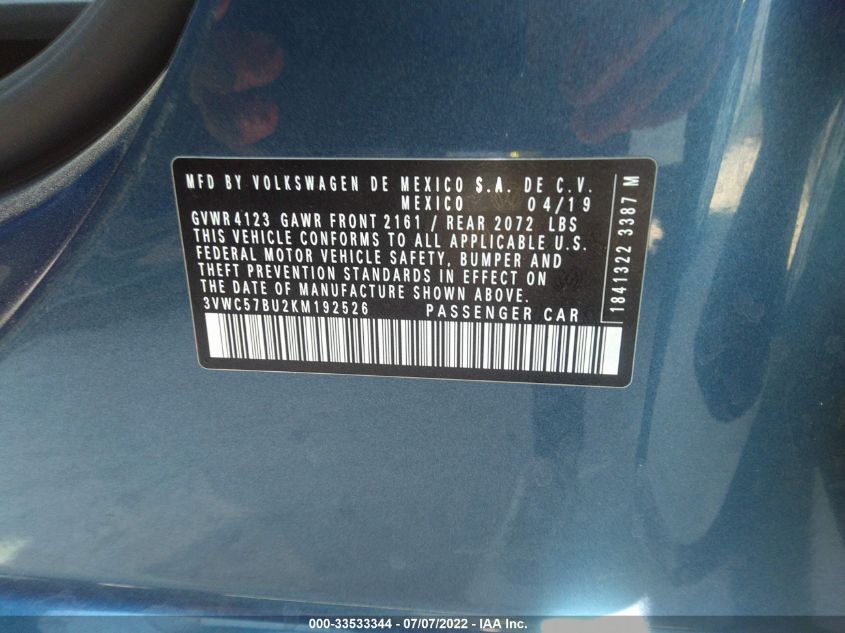 MFD BY VOLKSWAGEN DE MEXICO S.A. DE C.V.
MEXICO 04/19
GVWR4123 GAWR FRONT 2161 / REAR 2072 LBS
THIS VEHICLE CONFORMS TO ALL APPLICABLE U.S.
FEDERAL MOTOR VEHICLE SAFETY, BUMPER AND
THEFT PREVENTION STANDARDS IN EFFECT ON
THE DATE OF MANUFACTURE SHOWN ABOVE.
3VWC57BU2KM192526 PASSENGER CAR
1841322 3387 M
000-33533344 - 07/07/2022 - IAA Inc.